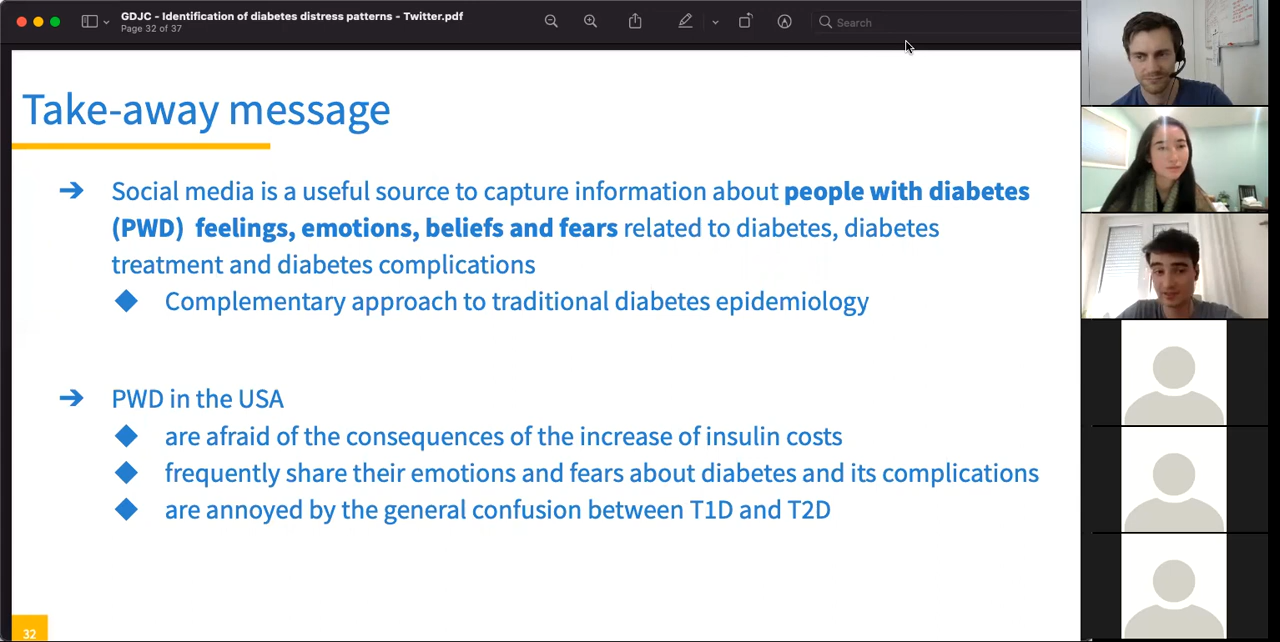 GDJC - Identification of diabetes distress patterns - Twitter.pdf
Page 32 of 37
Search
Take-away message
➔ Social media is a useful source to capture information about people with diabetes
(PWD) feelings, emotions, beliefs and fears related to diabetes, diabetes
treatment and diabetes complications
◆ Complementary approach to traditional diabetes epidemiology
➔ PWD in the USA
◆ are afraid of the consequences of the increase of insulin costs
◆ frequently share their emotions and fears about diabetes and its complications
◆ are annoyed by the general confusion between T1D and T2D
32